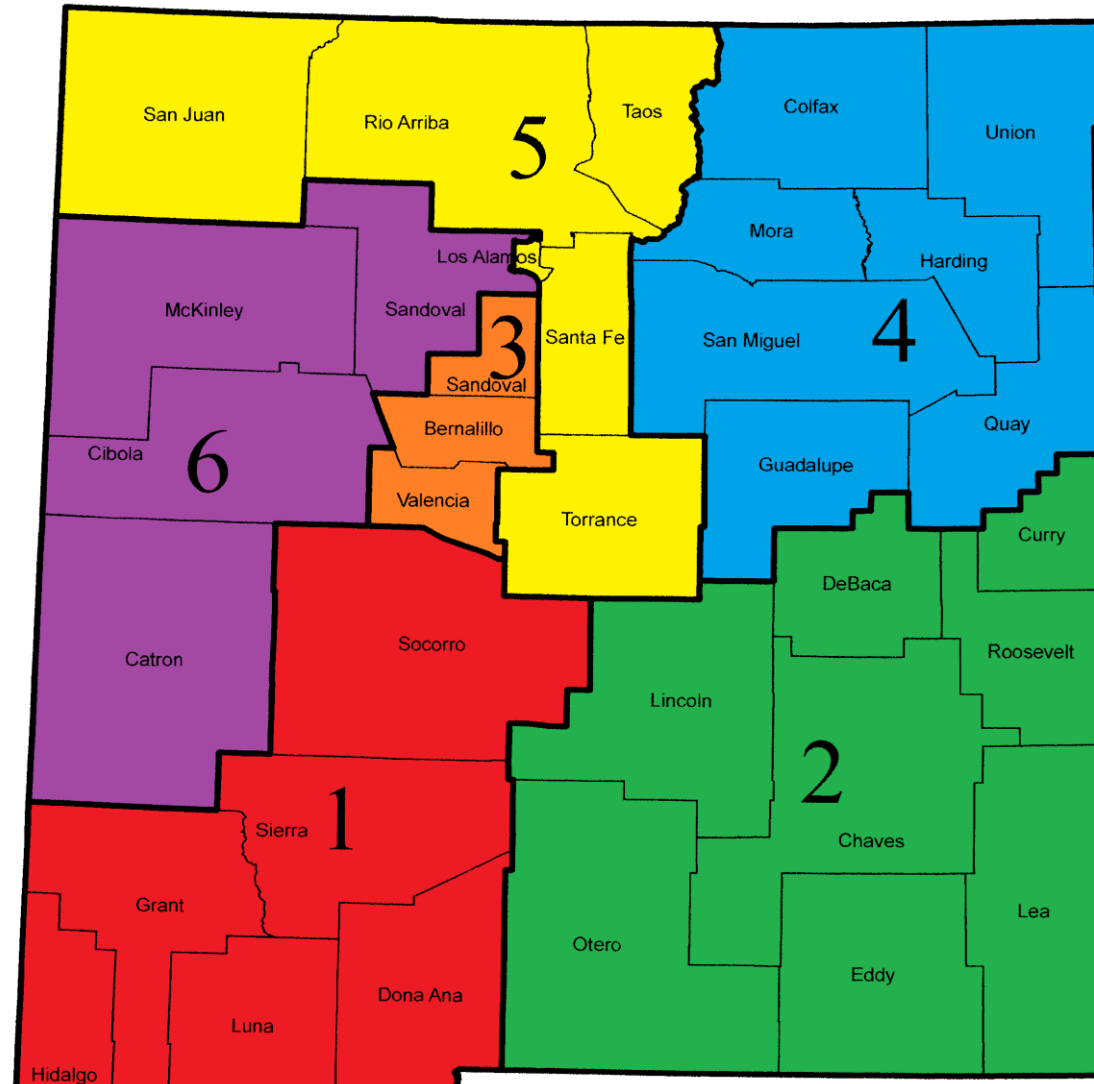 San Juan
Rio Arriba
5
Taos
Colfax
Union
Mora
Harding
Los Alamos
McKinley
Sandoval
3
Santa Fe
San Miguel
4
Sandoval
Bernalillo
Cibola
6
Valencia
Guadalupe
Quay
Torrance
Curry
DeBaca
Catron
Socorro
Roosevelt
Lincoln
2
Sierra
1
Chaves
Grant
Lea
Otero
Eddy
Dona Ana
Luna
Hidalgo